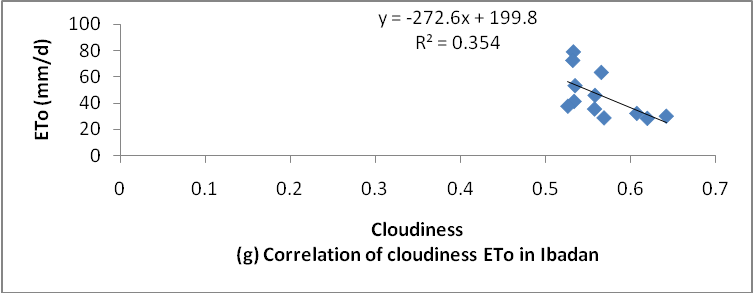 y = -272.6x + 199.8
R² = 0.354
100
80
60
40
20
0
ETo (mm/d)
0 0.1 0.2 0.3 0.4 0.5 0.6 0.7
Cloudiness
(g) Correlation of cloudiness ETo in Ibadan